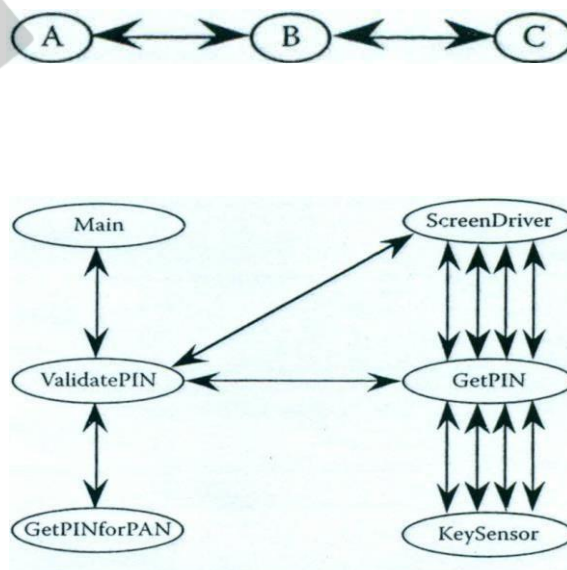 A B C
Main ScreenDriver
ValidatePIN GetPIN
GetPINforPAN KeySensor